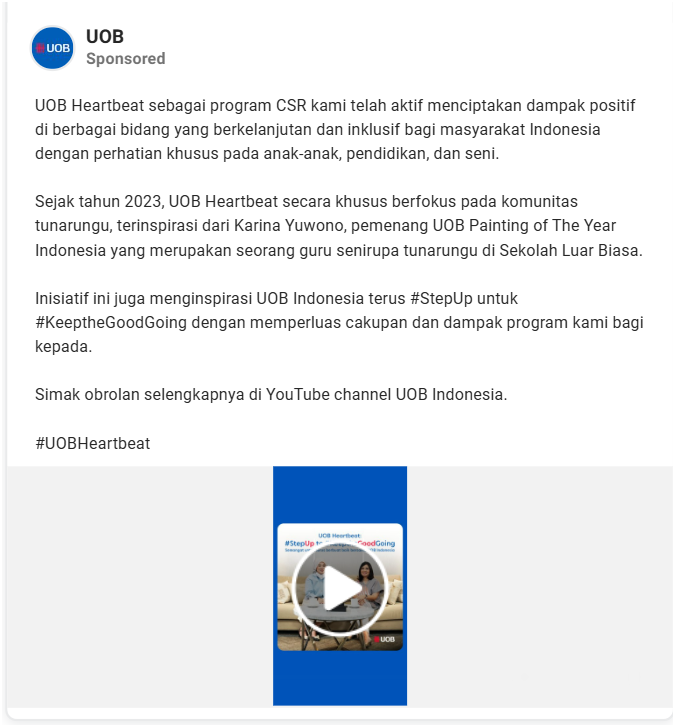 UOB
UOB
Sponsored
UOB Heartbeat sebagai program CSR kami telah aktif menciptakan dampak positif
di berbagai bidang yang berkelanjutan dan inklusif bagi masyarakat Indonesia
dengan perhatian khusus pada anak-anak, pendidikan, dan seni.
Sejak tahun 2023, UOB Heartbeat secara khusus berfokus pada komunitas
tunarungu, terinspirasi dari Karina Yuwono, pemenang UOB Painting of The Year
Indonesia yang merupakan seorang guru senirupa tunarungu di Sekolah Luar Biasa.
Inisiatif ini juga menginspirasi UOB Indonesia terus #StepUp untuk
#KeeptheGoodGoing dengan memperluas cakupan dan dampak program kami bagi
kepada.
Simak obrolan selengkapnya di YouTube channel UOB Indonesia.
#UOBHeartbeat
UOB Heartbeat:
#StepUp to GoodGoing
UOB